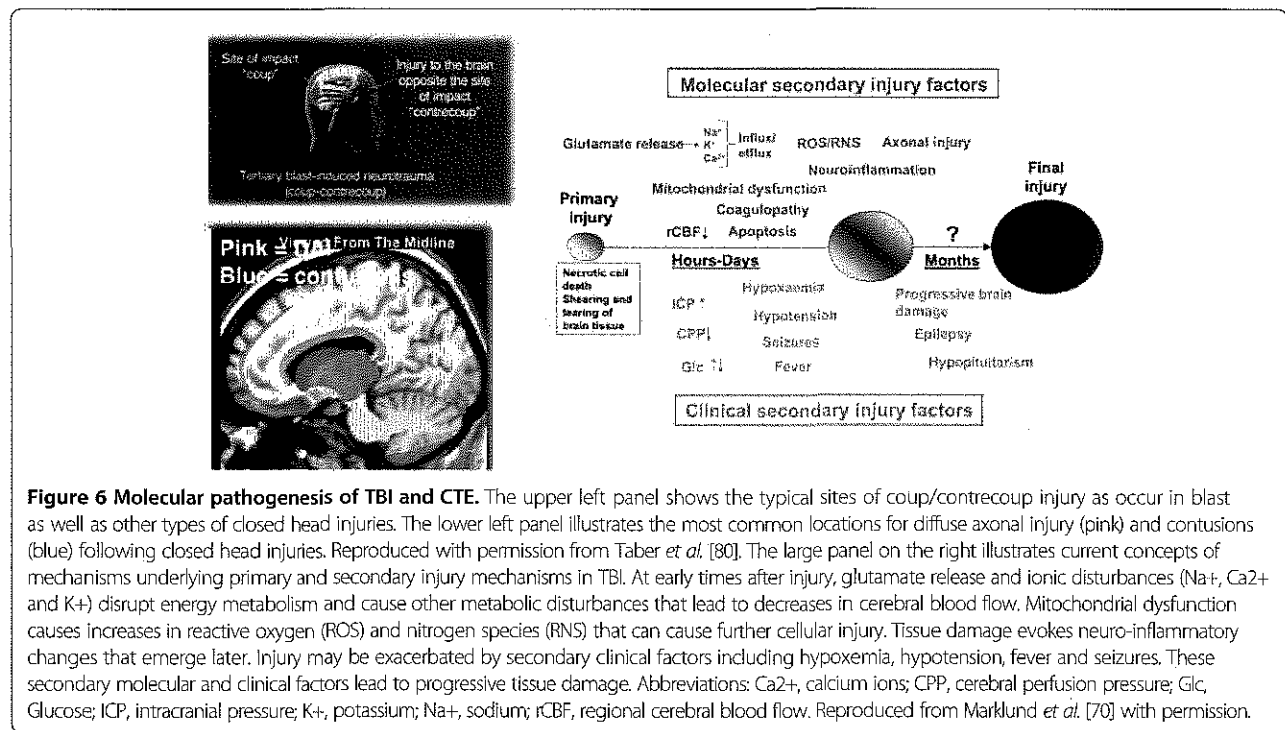 Site of impact
"coup"
Injury to the brain
opposite the site
of impact
"contrecoup"
Tertiary blast-induced neurotrauma
(coup-contrecoup)
Pink = DAI
View From The Midline
Blue = contusions
Molecular secondary injury factors
Glutamate release
Na+
K+
Ca2+
Influx/
efflux
ROS/RNS
Axonal injury
Neuroinflammation
Mitochondrial dysfunction
Coagulopathy
rCBF↓
Apoptosis
Primary
injury
Final
injury
Hours-Days
?
Months
Necrotic cell
death
Shearing and
tearing of
brain tissue
ICP ↑
CPP↓
Glc ↑↓
Hypoxaemia
Hypotension
Seizures
Fever
Progressive brain
damage
Epilepsy
Hypopituitarism
Clinical secondary injury factors
Figure 6 Molecular pathogenesis of TBI and CTE. The upper left panel shows the typical sites of coup/contrecoup injury as occur in blast
as well as other types of closed head injuries. The lower left panel illustrates the most common locations for diffuse axonal injury (pink) and contusions
(blue) following closed head injuries. Reproduced with permission from Taber et al. [80]. The large panel on the right illustrates current concepts of
mechanisms underlying primary and secondary injury mechanisms in TBI. At early times after injury, glutamate release and ionic disturbances (Na+, Ca2+
and K+) disrupt energy metabolism and cause other metabolic disturbances that lead to decreases in cerebral blood flow. Mitochondrial dysfunction
causes increases in reactive oxygen (ROS) and nitrogen species (RNS) that can cause further cellular injury. Tissue damage evokes neuro-inflammatory
changes that emerge later. Injury may be exacerbated by secondary clinical factors including hypoxemia, hypotension, fever and seizures. These
secondary molecular and clinical factors lead to progressive tissue damage. Abbreviations: Ca2+, calcium ions; CPP, cerebral perfusion pressure; Glc,
Glucose; ICP, intracranial pressure; K+, potassium; Na+, sodium; rCBF, regional cerebral blood flow. Reproduced from Marklund et al. [70] with permission.